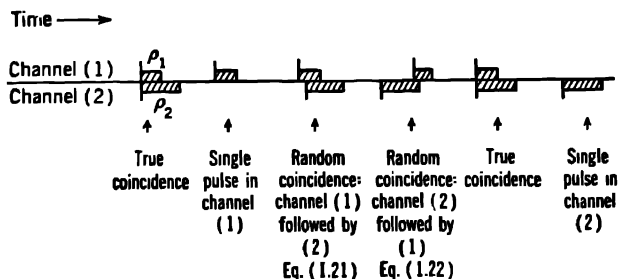 Time
ρ₁
Channel (1)
Channel (2)
ρ₂
True
coincidence
Single
pulse in
channel
(1)
Random
coincidence:
channel (1)
followed by
(2)
Eq. (1.21)
Random
coincidence:
channel (2)
followed by
(1)
Eq. (1.22)
True
coincidence
Single
pulse in
channel
(2)